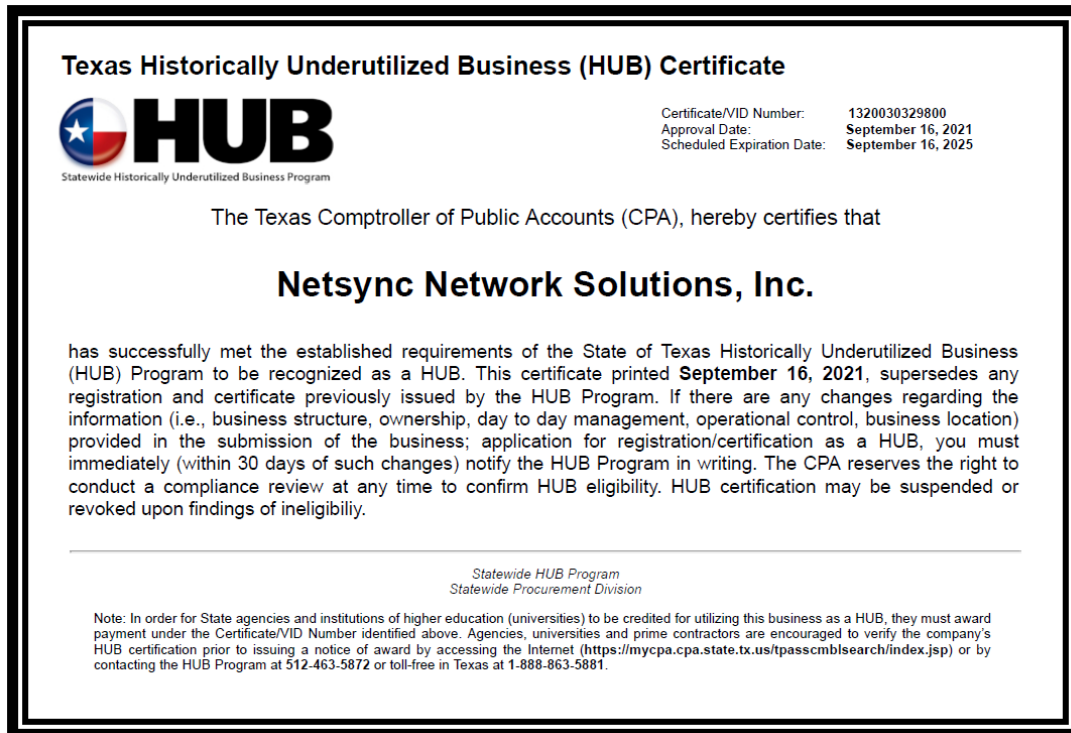 Texas Historically Underutilized Business (HUB) Certificate
HUB
Statewide Historically Underutilized Business Program
Certificate/VID Number: 1320030329800
Approval Date: September 16, 2021
Scheduled Expiration Date: September 16, 2025
The Texas Comptroller of Public Accounts (CPA), hereby certifies that
Netsync Network Solutions, Inc.
has successfully met the established requirements of the State of Texas Historically Underutilized Business
(HUB) Program to be recognized as a HUB. This certificate printed September 16, 2021, supersedes any
registration and certificate previously issued by the HUB Program. If there are any changes regarding the
information (i.e., business structure, ownership, day to day management, operational control, business location)
provided in the submission of the business; application for registration/certification as a HUB, you must
immediately (within 30 days of such changes) notify the HUB Program in writing. The CPA reserves the right to
conduct a compliance review at any time to confirm HUB eligibility. HUB certification may be suspended or
revoked upon findings of ineligibiliy.
Statewide HUB Program
Statewide Procurement Division
Note: In order for State agencies and institutions of higher education (universities) to be credited for utilizing this business as a HUB, they must award
payment under the Certificate/VID Number identified above. Agencies, universities and prime contractors are encouraged to verify the company's
HUB certification prior to issuing a notice of award by accessing the Internet (https://mycpa.cpa.state.tx.us/tpasscmblsearch/index.jsp) or by
contacting the HUB Program at 512-463-5872 or toll-free in Texas at 1-888-863-5881.